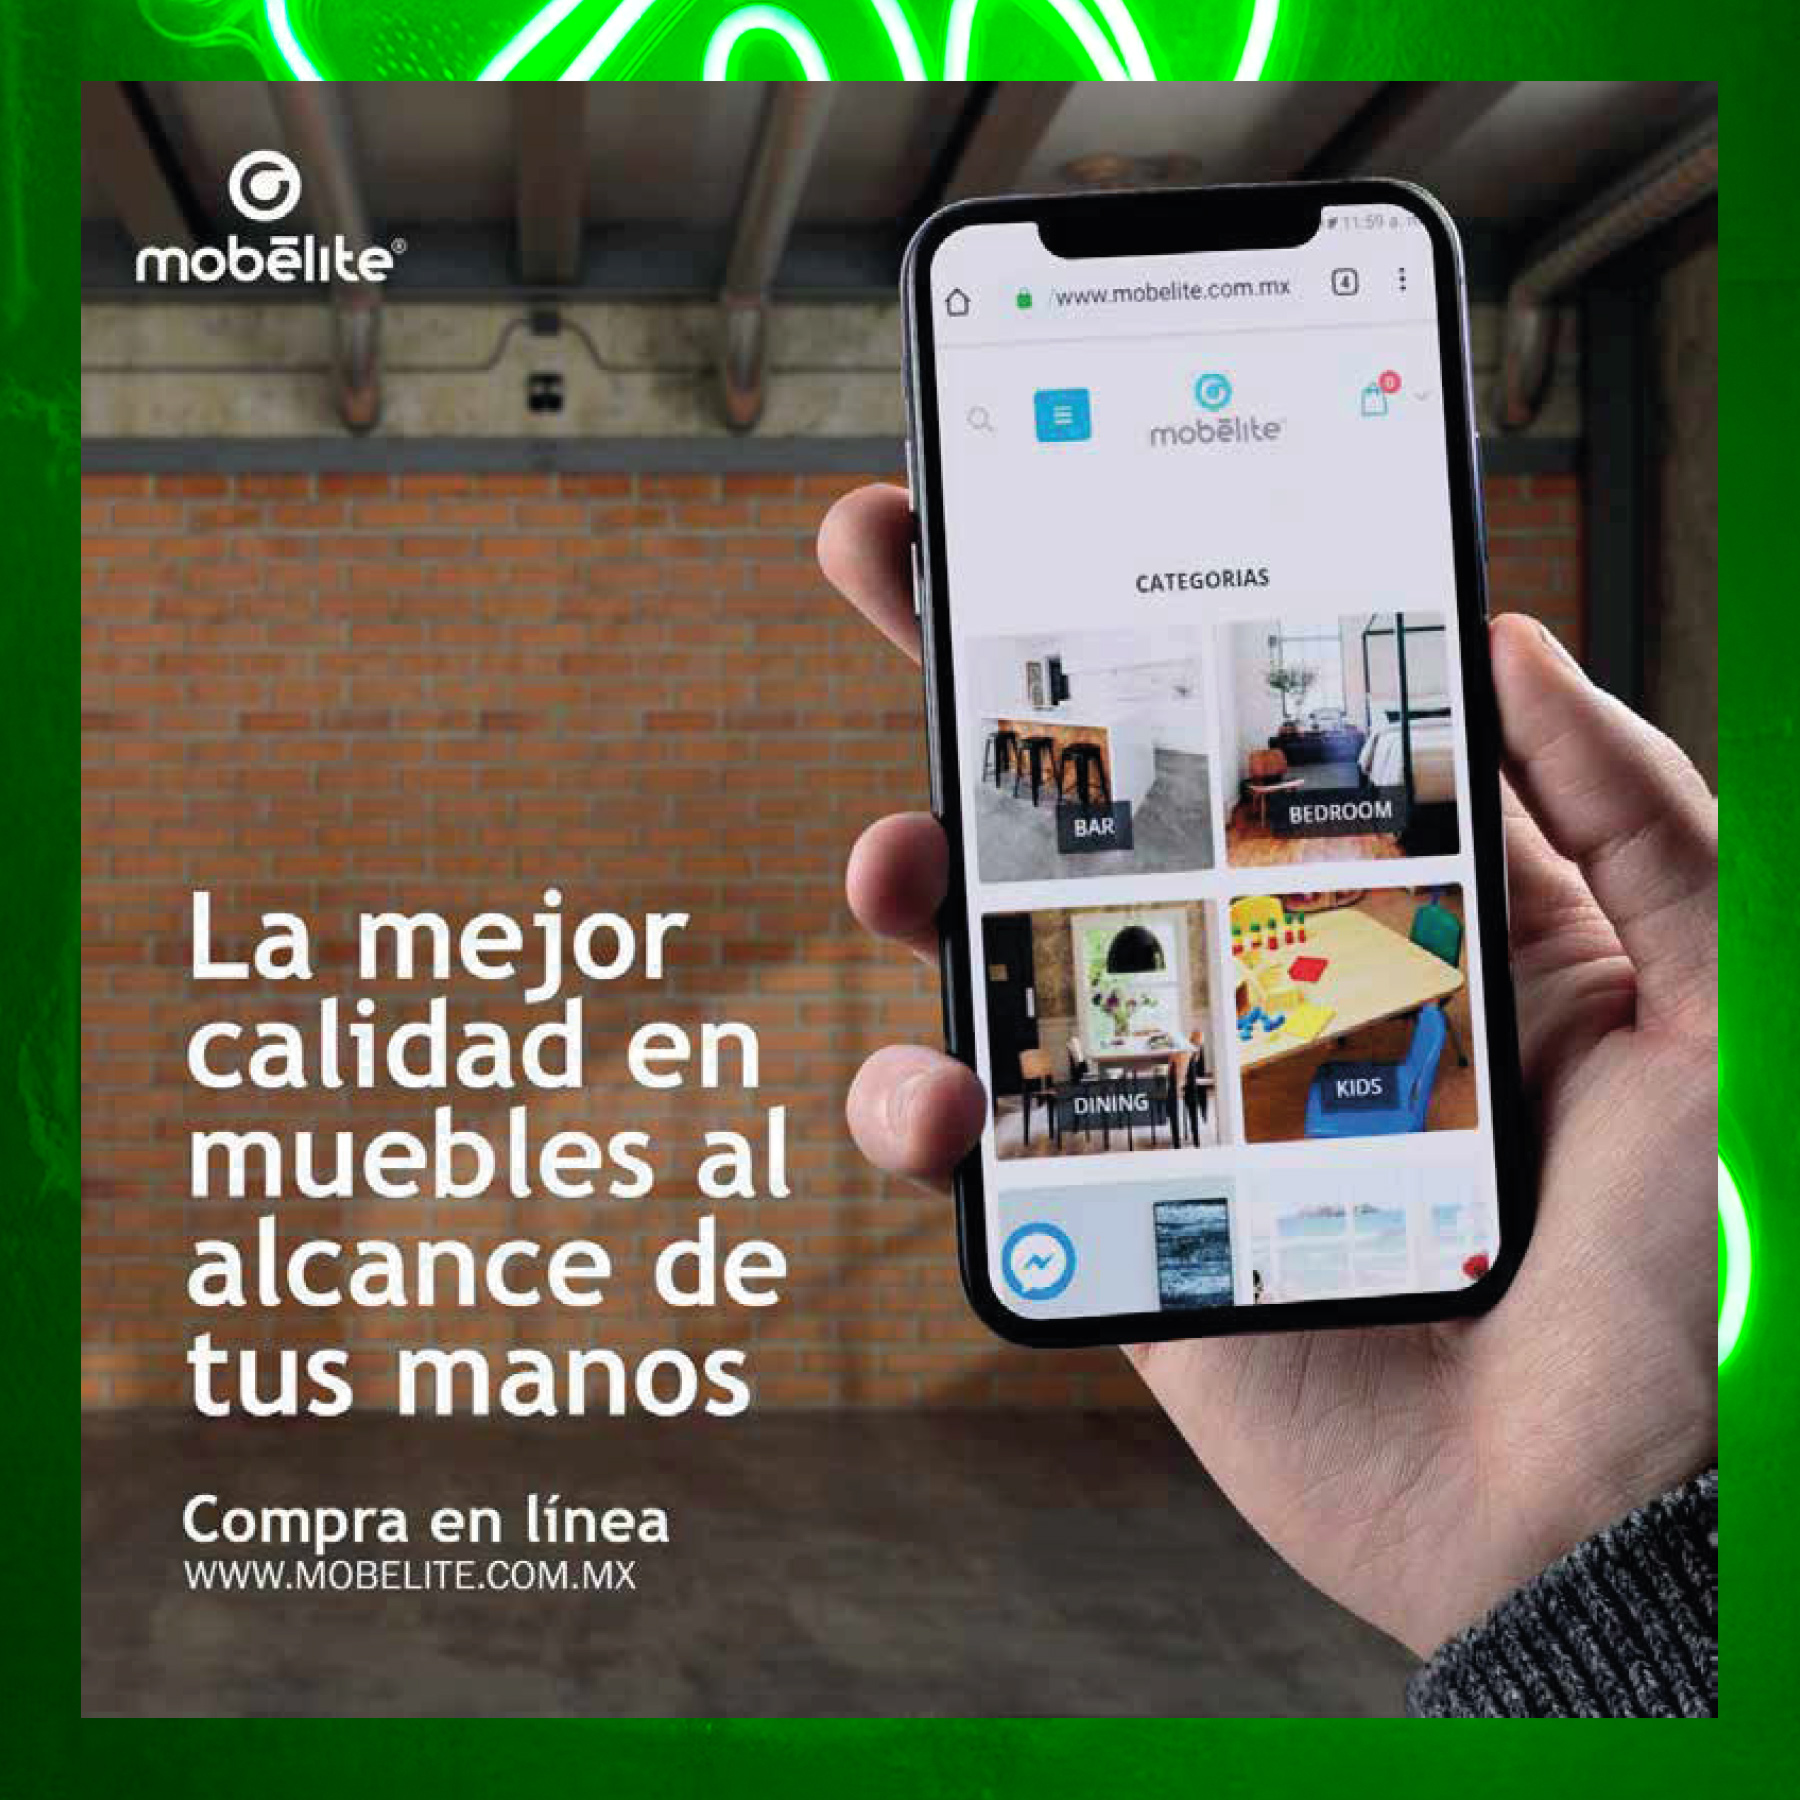 mobēlite®
11:59 a.
/www.mobelite.com.mx
4
0
mobēlite
CATEGORIAS
BAR
BEDROOM
DINING
KIDS
La mejor
calidad en
muebles al
alcance de
tus manos
Compra en línea
WWW.MOBELITE.COM.MX